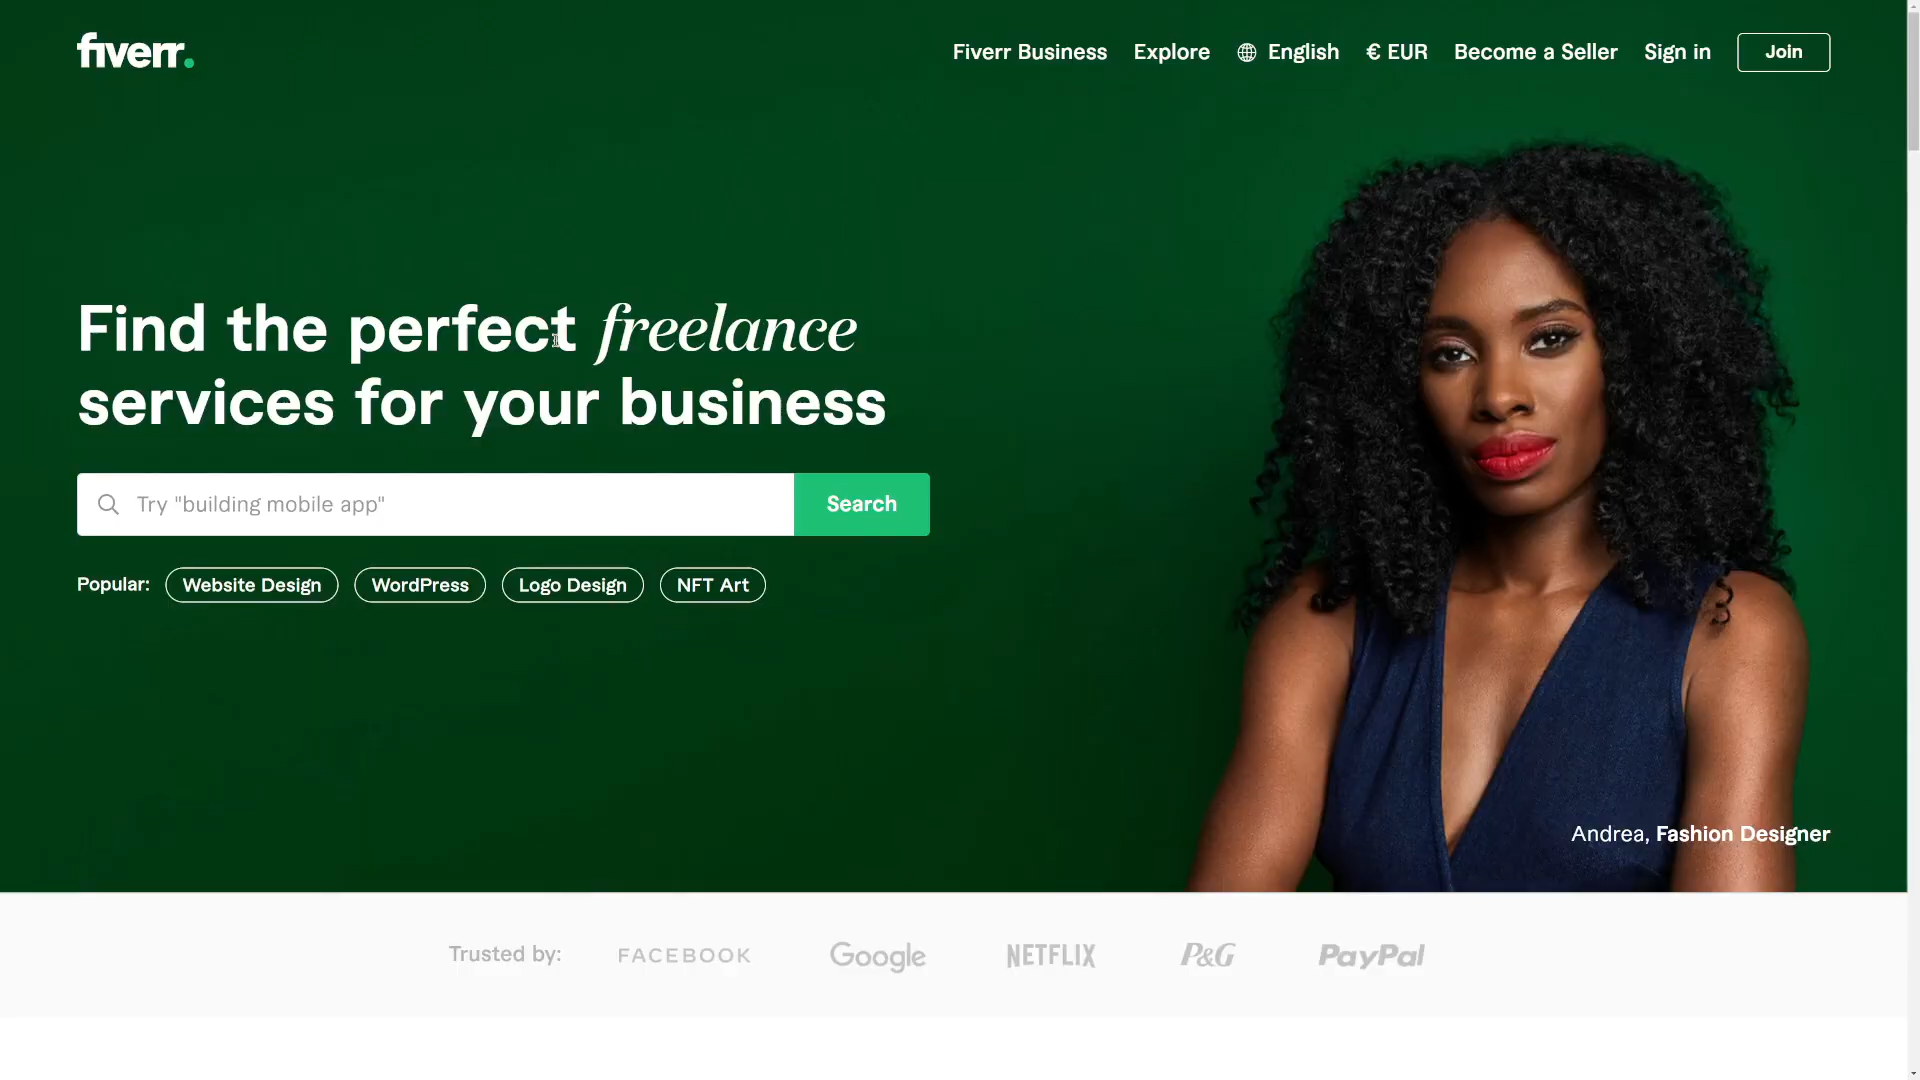 fiverr.
Fiverr Business Explore English € EUR Become a Seller Sign in Join
Find the perfect freelance
services for your business
Try "building mobile app" Search
Popular: Website Design WordPress Logo Design NFT Art
Andrea, Fashion Designer
Trusted by: FACEBOOK Google NETFLIX P&G PayPal